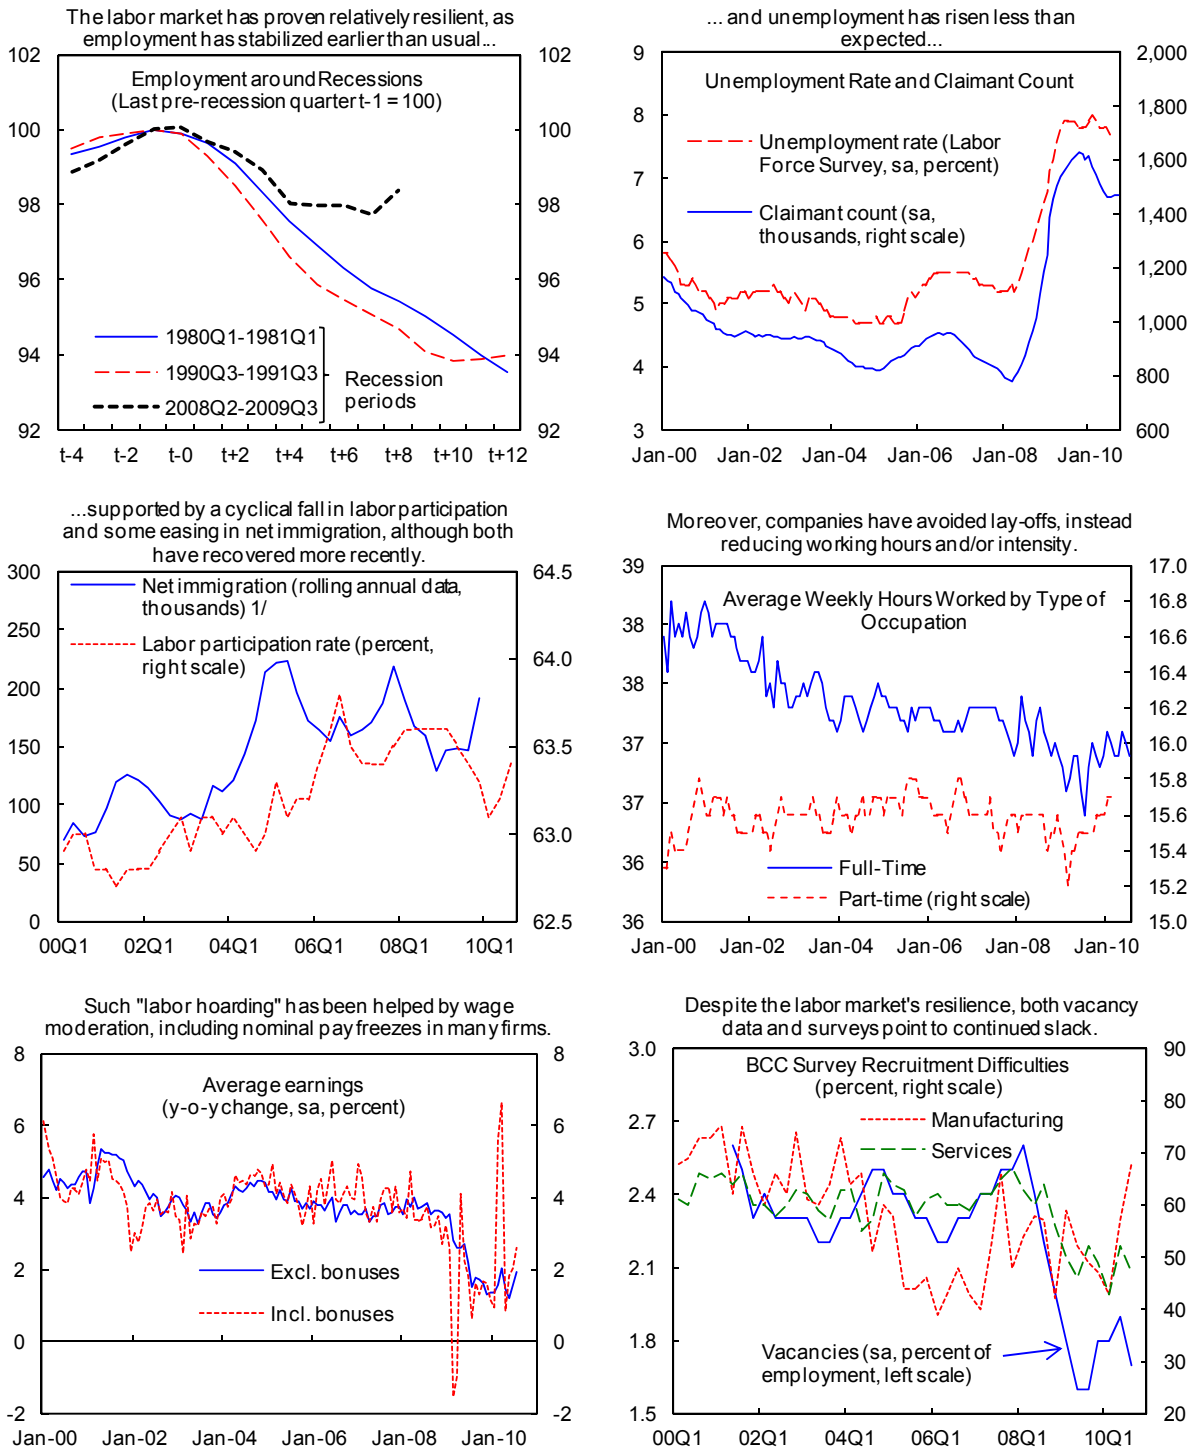 The labor market has proven relatively resilient, as
employment has stabilized earlier than usual...
102
100
98
96
94
92
102
100
98
96
94
92
Employment around Recessions
(Last pre-recession quarter t-1 = 100)
1980Q1-1981Q1
1990Q3-1991Q3
2008Q2-2009Q3
Recession
periods
t-4 t-2 t-0 t+2 t+4 t+6 t+8 t+10 t+12
... and unemployment has risen less than
expected...
9
8
7
6
5
4
3
2,000
1,800
1,600
1,400
1,200
1,000
800
600
Unemployment Rate and Claimant Count
Unemployment rate (Labor
Force Survey, sa, percent)
Claimant count (sa,
thousands, right scale)
Jan-00 Jan-02 Jan-04 Jan-06 Jan-08 Jan-10
...supported by a cyclical fall in labor participation
and some easing in net immigration, although both
have recovered more recently.
300
250
200
150
100
50
0
64.5
64.0
63.5
63.0
62.5
Net immigration (rolling annual data,
thousands) 1/
Labor participation rate (percent,
right scale)
00Q1 02Q1 04Q1 06Q1 08Q1 10Q1
Moreover, companies have avoided lay-offs, instead
reducing working hours and/or intensity.
39
38
38
37
37
36
36
17.0
16.8
16.6
16.4
16.2
16.0
15.8
15.6
15.4
15.2
15.0
Average Weekly Hours Worked by Type of
Occupation
Full-Time
Part-time (right scale)
Jan-00 Jan-02 Jan-04 Jan-06 Jan-08 Jan-10
Such "labor hoarding" has been helped by wage
moderation, including nominal pay freezes in many firms.
8
6
4
2
0
-2
8
6
4
2
0
-2
Average earnings
(y-o-y change, sa, percent)
Excl. bonuses
Incl. bonuses
Jan-00 Jan-02 Jan-04 Jan-06 Jan-08 Jan-10
Despite the labor market's resilience, both vacancy
data and surveys point to continued slack.
3.0
2.7
2.4
2.1
1.8
1.5
90
80
70
60
50
40
30
20
BCC Survey Recruitment Difficulties
(percent, right scale)
Manufacturing
Services
Vacancies (sa, percent of
employment, left scale)
00Q1 02Q1 04Q1 06Q1 08Q1 10Q1